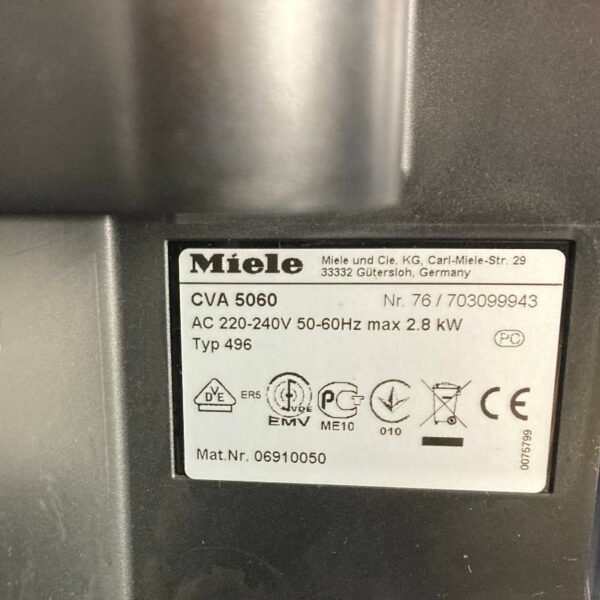 Miele
Miele und Cie. KG, Carl-Miele-Str. 29
33332 Gütersloh, Germany
CVA 5060 Nr. 76 / 703099943
AC 220-240V 50-60Hz max 2.8 kW
Typ 496
PC
DVE ER5 VDE EMV ME10 010 CE
Mat.Nr. 06910050
0075799